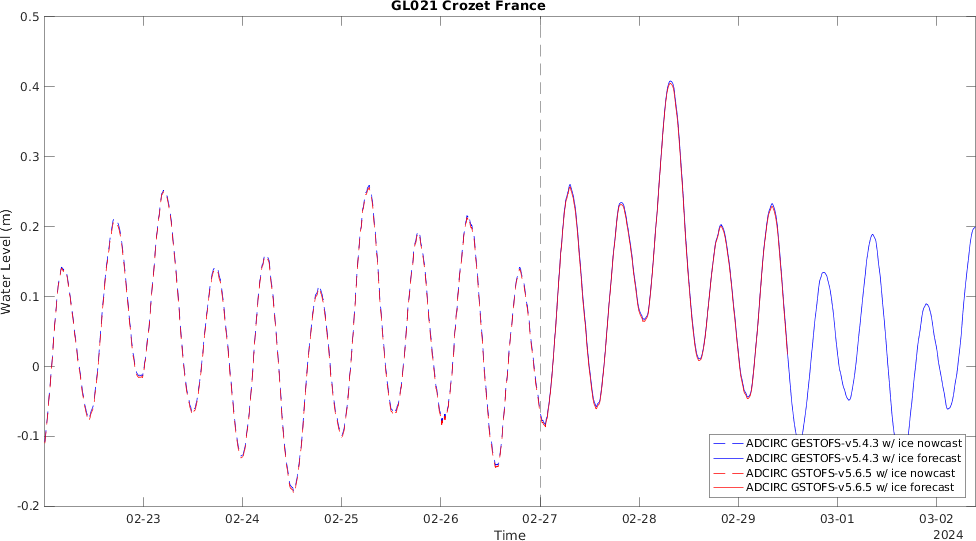 GL021 Crozet France
Water Level (m)
0.5
0.4
0.3
0.2
0.1
0
-0.1
-0.2
ADCIRC GESTOFS-v5.4.3 w/ ice nowcast
ADCIRC GESTOFS-v5.4.3 w/ ice forecast
ADCIRC GSTOFS-v5.6.5 w/ ice nowcast
ADCIRC GSTOFS-v5.6.5 w/ ice forecast
02-23 02-24 02-25 02-26 02-27 02-28 02-29 03-01 03-02
Time
2024